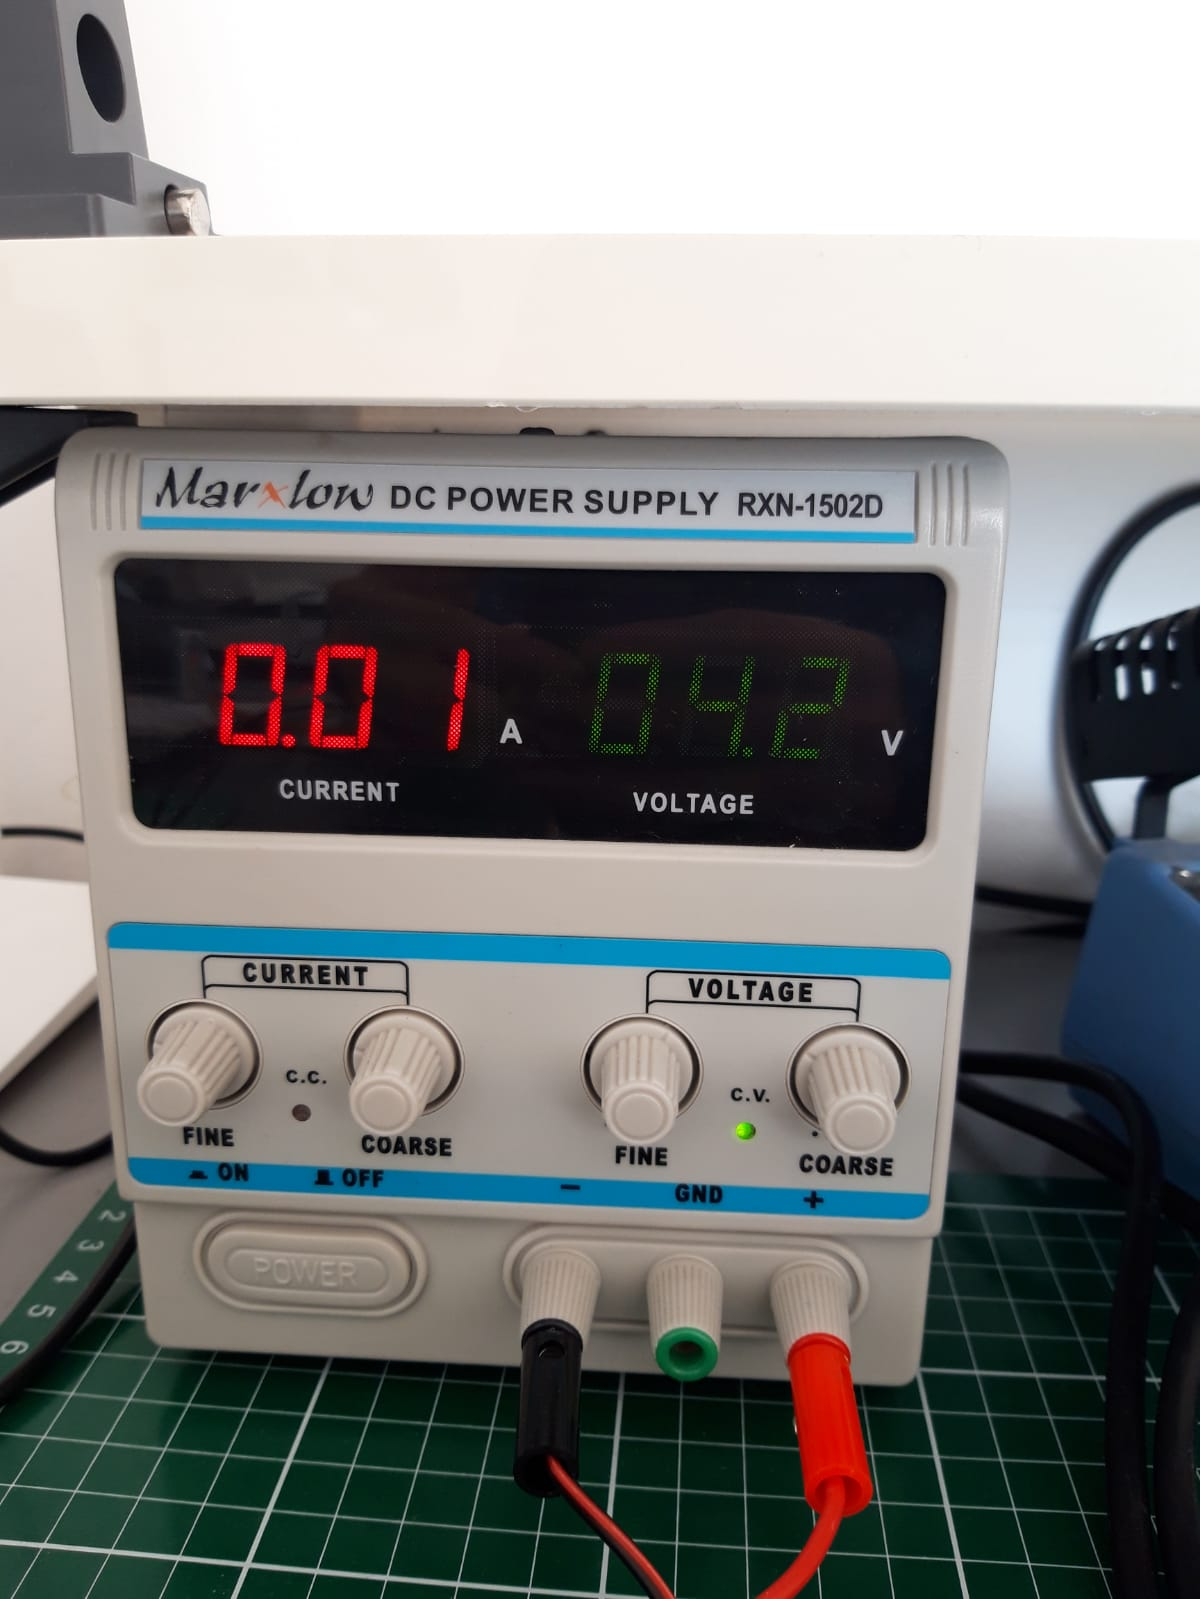 Marxlow DC POWER SUPPLY RXN-1502D
0.01 A 04.2 V
CURRENT VOLTAGE
CURRENT VOLTAGE
C.C. C.V.
FINE COARSE FINE COARSE
ON OFF - GND +
POWER
2
3
4
5
6